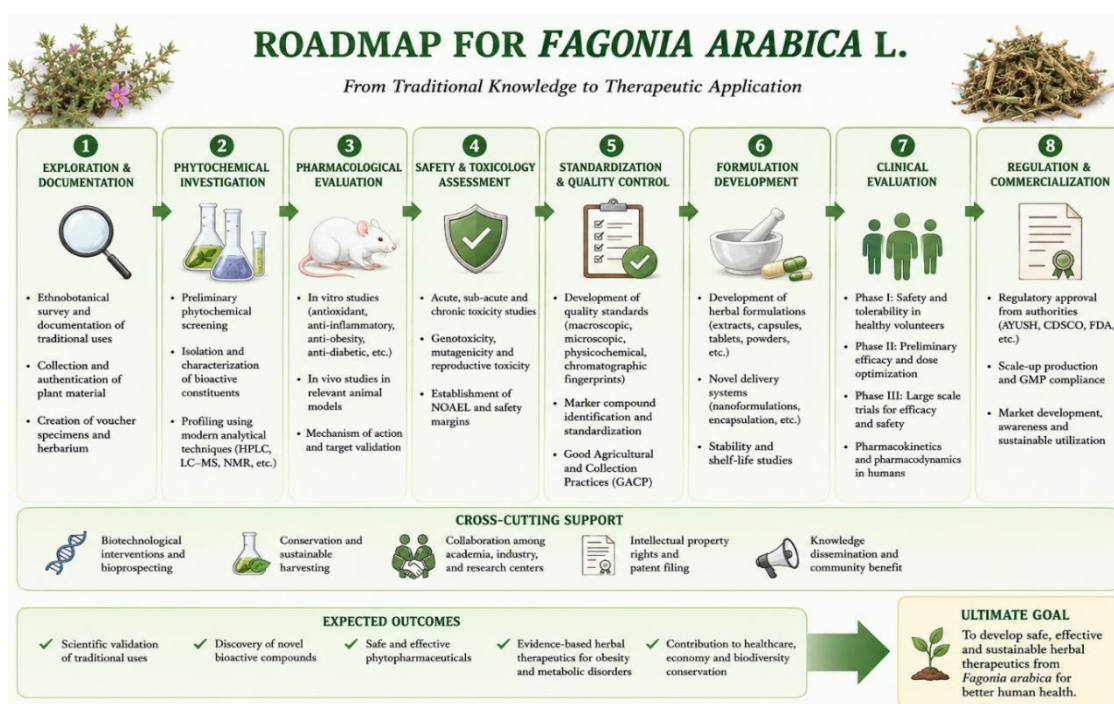 ROADMAP FOR FAGONIA ARABICA L.
From Traditional Knowledge to Therapeutic Application
1
EXPLORATION &
DOCUMENTATION
• Ethnobotanical
survey and
documentation of
traditional uses
• Collection and
authentication of
plant material
• Creation of voucher
specimens and
herbarium
2
PHYTOCHEMICAL
INVESTIGATION
• Preliminary
phytochemical
screening
• Isolation and
characterization
of bioactive
constituents
• Profiling using
modern analytical
techniques (HPLC,
LC–MS, NMR, etc.)
3
PHARMACOLOGICAL
EVALUATION
• In vitro studies
(antioxidant,
anti-inflammatory,
anti-obesity,
anti-diabetic, etc.)
• In vivo studies in
relevant animal
models
• Mechanism of action
and target validation
4
SAFETY & TOXICOLOGY
ASSESSMENT
• Acute, sub-acute and
chronic toxicity studies
• Genotoxicity,
mutagenicity and
reproductive toxicity
• Establishment of
NOAEL and safety
margins
5
STANDARDIZATION
& QUALITY CONTROL
• Development of
quality standards
(macroscopic,
microscopic,
physicochemical,
chromatographic
fingerprints)
• Marker compound
identification and
standardization
• Good Agricultural
and Collection
Practices (GACP)
6
FORMULATION
DEVELOPMENT
• Development of
herbal formulations
(extracts, capsules,
tablets, powders,
etc.)
• Novel delivery
systems
(nanoformulations,
encapsulation, etc.)
• Stability and
shelf-life studies
7
CLINICAL
EVALUATION
• Phase I: Safety and
tolerability in
healthy volunteers
• Phase II: Preliminary
efficacy and dose
optimization
• Phase III: Large scale
trials for efficacy
and safety
• Pharmacokinetics
and pharmacodynamics
in humans
8
REGULATION &
COMMERCIALIZATION
• Regulatory approval
from authorities
(AYUSH, CDSCO, FDA,
etc.)
• Scale-up production
and GMP compliance
• Market development,
awareness and
sustainable utilization
CROSS-CUTTING SUPPORT
Biotechnological
interventions and
bioprospecting
Conservation and
sustainable
harvesting
Collaboration among
academia, industry,
and research centers
Intellectual property
rights and
patent filing
Knowledge
dissemination and
community benefit
EXPECTED OUTCOMES
✓ Scientific validation
of traditional uses
✓ Discovery of novel
bioactive compounds
✓ Safe and effective
phytopharmaceuticals
✓ Evidence-based herbal
therapeutics for obesity
and metabolic disorders
✓ Contribution to healthcare,
economy and biodiversity
conservation
ULTIMATE GOAL
To develop safe, effective
and sustainable herbal
therapeutics from
Fagonia arabica for
better human health.